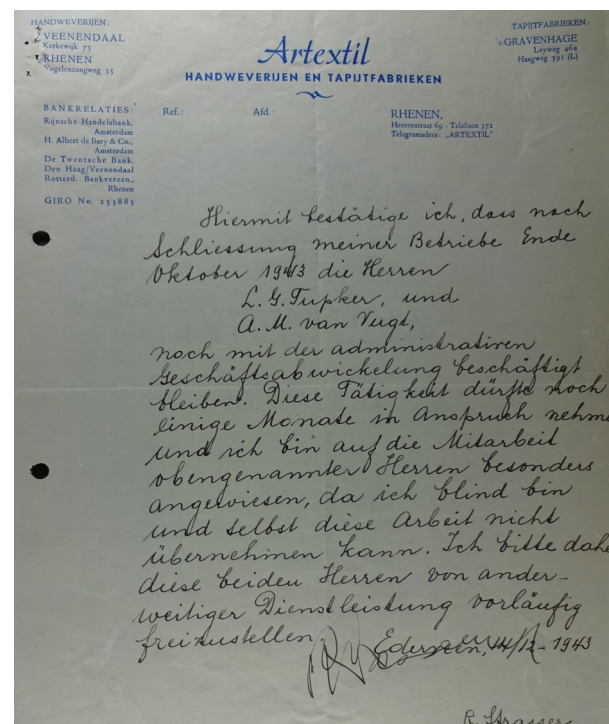 HANDWEVERIJEN:
VEENENDAAL
Kerkewijk 75
RHENEN
Vogelenzangweg 35
TAPIJTFABRIEKEN:
's-GRAVENHAGE
Leyweg 46a
Haagweg 591 (L)
Artextil
HANDWEVERIJEN EN TAPIJTFABRIEKEN
BANKRELATIES:
Rijnsche Handelsbank,
Amsterdam
H. Albert de Bary & Co.,
Amsterdam
De Twentsche Bank,
Den Haag/Veenendaal
Rotterd. Bankvereen.,
Rhenen
GIRO No. 253885
Ref.:
Afd.:
RHENEN,
Heerenstraat 69 - Telefoon 372
Telegramadres: „ARTEXTIL"
Hiermit bestätige ich, dass nach
Schliessung meiner Betriebe Ende
Oktober 1943 die Herren
L. G. Tupker, und
A. M. van Vugt,
noch mit der administrativen
Geschäftsabwickelung beschäftigt
bleiben. Diese Tätigkeit dürfte noch
einige Monate in Anspruch nehme
und ich bin auf die Mitarbeit
obengenannter Herren besonders
angewiesen, da ich blind bin
und selbst diese Arbeit nicht
übernehmen kann. Ich bitte dahe
diese beiden Herren von ander-
weitiger Dienstleistung vorläufig
freizustellen.
14/12-1943
R. Strasser